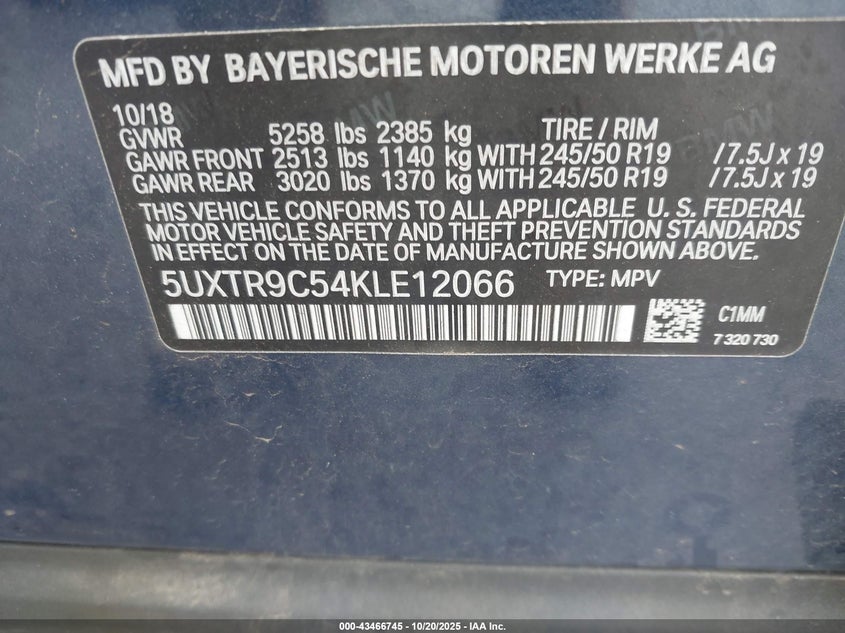 MFD BY BAYERISCHE MOTOREN WERKE AG
10/18
GVWR 5258 lbs 2385 kg TIRE / RIM
GAWR FRONT 2513 lbs 1140 kg WITH 245/50 R19 /7.5J x 19
GAWR REAR 3020 lbs 1370 kg WITH 245/50 R19 /7.5J x 19
THIS VEHICLE CONFORMS TO ALL APPLICABLE U. S. FEDERAL
MOTOR VEHICLE SAFETY AND THEFT PREVENTION STANDARDS
IN EFFECT ON THE DATE OF MANUFACTURE SHOWN ABOVE.
5UXTR9C54KLE12066 TYPE: MPV
C1MM
7 320 730
000-43466745 - 10/20/2025 - IAA Inc.